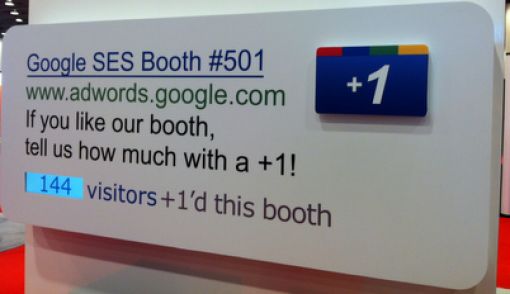 Google SES Booth #501
www.adwords.google.com
If you like our booth,
tell us how much with a +1!
144 visitors +1'd this booth
+1